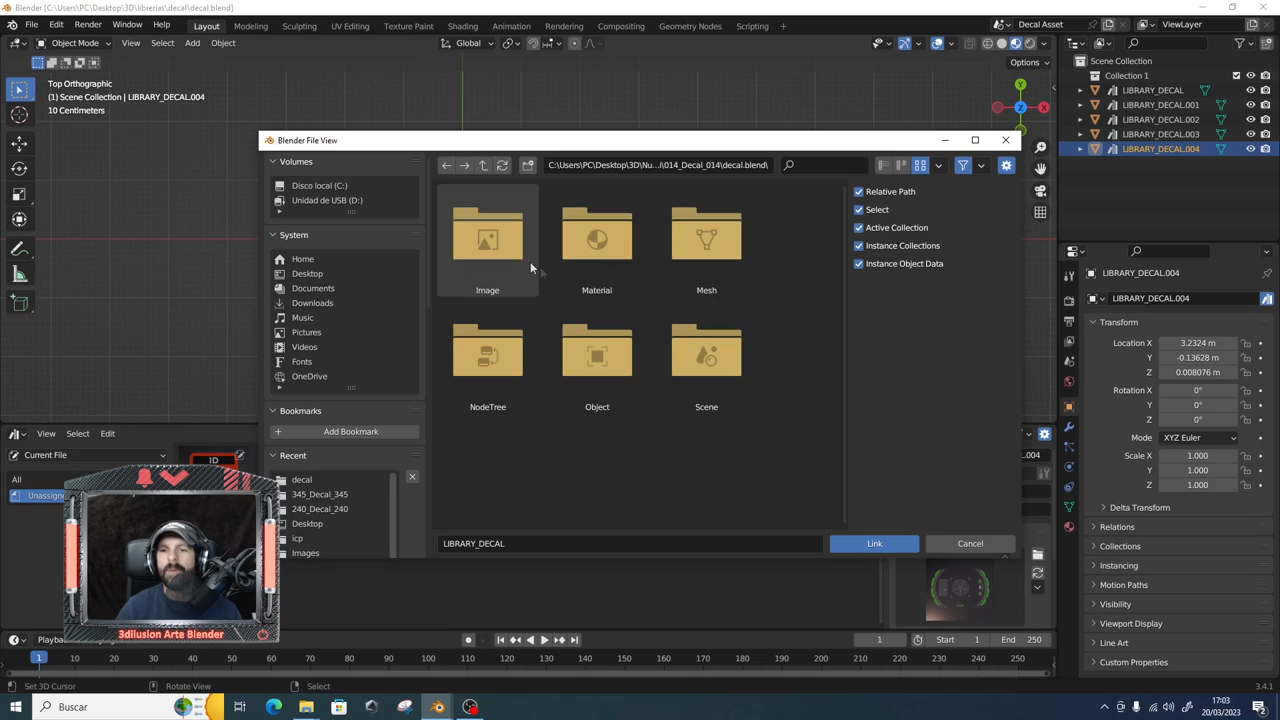 Blender [C:\Users\PC\Desktop\3D\librerias\decal\decal.blend]
File Edit Render Window Help
Layout Modeling Sculpting UV Editing Texture Paint Shading Animation Rendering Compositing Geometry Nodes Scripting +
Decal Asset
ViewLayer
Object Mode View Select Add Object
Global
Options
Top Orthographic
(1) Scene Collection | LIBRARY_DECAL.004
10 Centimeters
Y
Z
X
Scene Collection
Collection 1
LIBRARY_DECAL
LIBRARY_DECAL.001
LIBRARY_DECAL.002
LIBRARY_DECAL.003
LIBRARY_DECAL.004
Blender File View
Volumes
Disco local (C:)
Unidad de USB (D:)
System
Home
Desktop
Documents
Downloads
Music
Pictures
Videos
Fonts
OneDrive
Bookmarks
Add Bookmark
Recent
decal
345_Decal_345
240_Decal_240
Desktop
icp
Images
C:\Users\PC\Desktop\3D\Nu...i\014_Decal_014\decal.blend\
Image
Material
Mesh
NodeTree
Object
Scene
Relative Path
Select
Active Collection
Instance Collections
Instance Object Data
LIBRARY_DECAL
Link
Cancel
LIBRARY_DECAL.004
LIBRARY_DECAL.004
Transform
Location X 3.2324 m
Y -0.13628 m
Z 0.008076 m
Rotation X 0°
Y 0°
Z 0°
Mode XYZ Euler
Scale X 1.000
Y 1.000
Z 1.000
Delta Transform
Relations
Collections
Instancing
Motion Paths
Visibility
Viewport Display
Line Art
Custom Properties
View Select Edit
Current File
ID
All
Unassigne
.004
3dIlusion Arte Blender
Playba
1
Start 1
End 250
1 10 20 30 40 50 60 70 80 90 100 110 120 130 140 150 160 170 180 190 200 210 220 230 240 250
Set 3D Cursor
Rotate View
Select
3.4.1
Buscar
17:03
20/03/2023
2